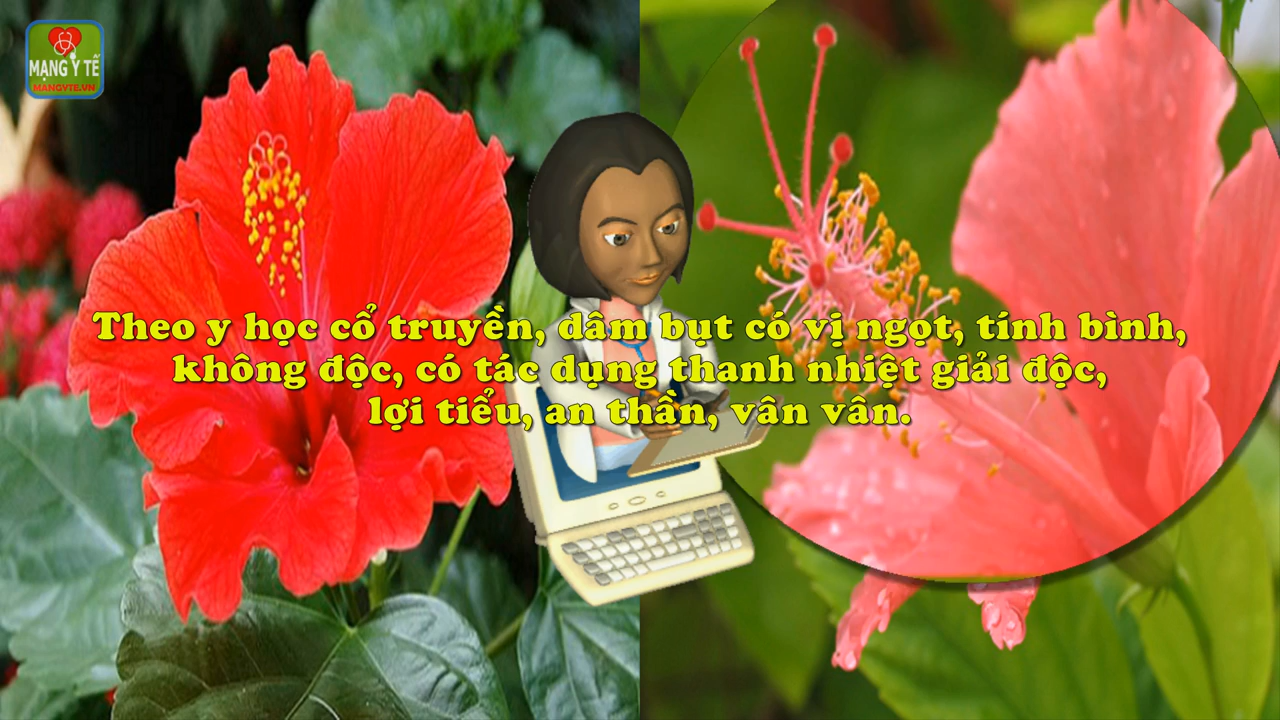 MẠNG Y TẾ
MANGYTE.VN
Theo y học cổ truyền, dâm bụt có vị ngọt, tính bình,
không độc, có tác dụng thanh nhiệt giải độc,
lợi tiểu, an thần, vân vân.